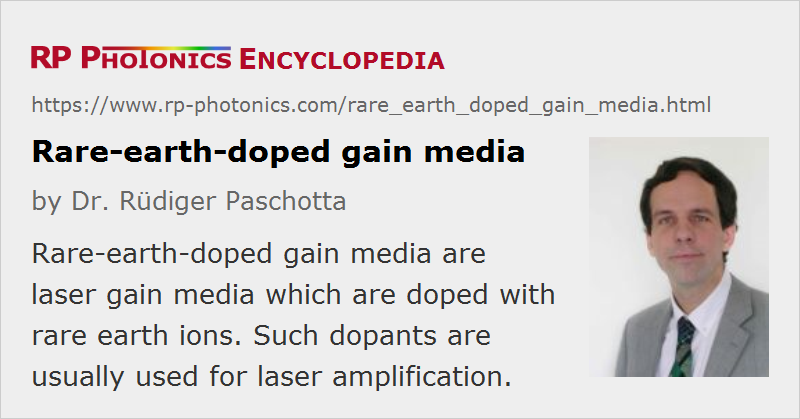 RP PHOTONICS ENCYCLOPEDIA
https://www.rp-photonics.com/rare_earth_doped_gain_media.html
Rare-earth-doped gain media
by Dr. Rüdiger Paschotta
Rare-earth-doped gain media are
laser gain media which are doped with
rare earth ions. Such dopants are
usually used for laser amplification.